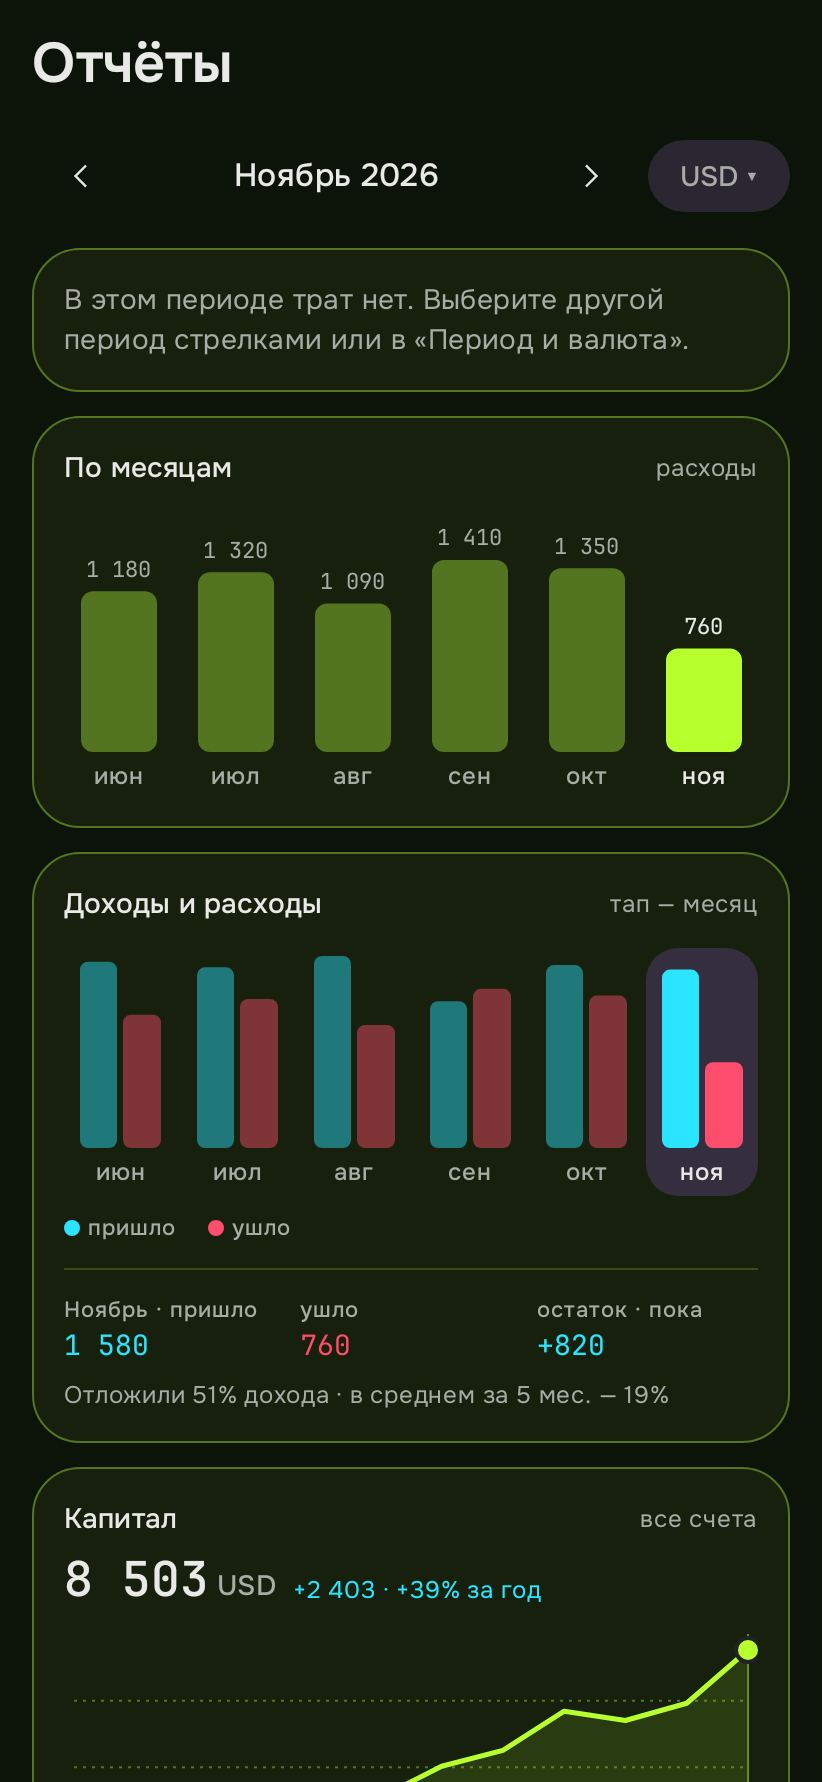 Отчёты
Ноябрь 2026
USD ▾
В этом периоде трат нет. Выберите другой
период стрелками или в «Период и валюта».
По месяцам
расходы
1 180
1 320
1 090
1 410
1 350
760
июн
июл
авг
сен
окт
ноя
Доходы и расходы
тап — месяц
июн
июл
авг
сен
окт
ноя
пришло
ушло
Ноябрь · пришло
ушло
остаток · пока
1 580
760
+820
Отложили 51% дохода · в среднем за 5 мес. — 19%
Капитал
все счета
8 503 USD +2 403 · +39% за год